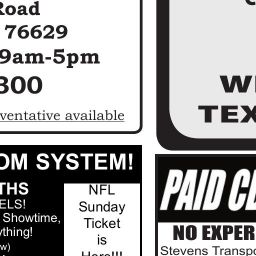 Road
76629
9am-5pm
300
ventative available
OM SYSTEM!
THS
ELS!
Showtime,
ything!
w)
NFL
Sunday
Ticket
is
WE
TEX
PAID C
NO EXPER
Stevens Transpo